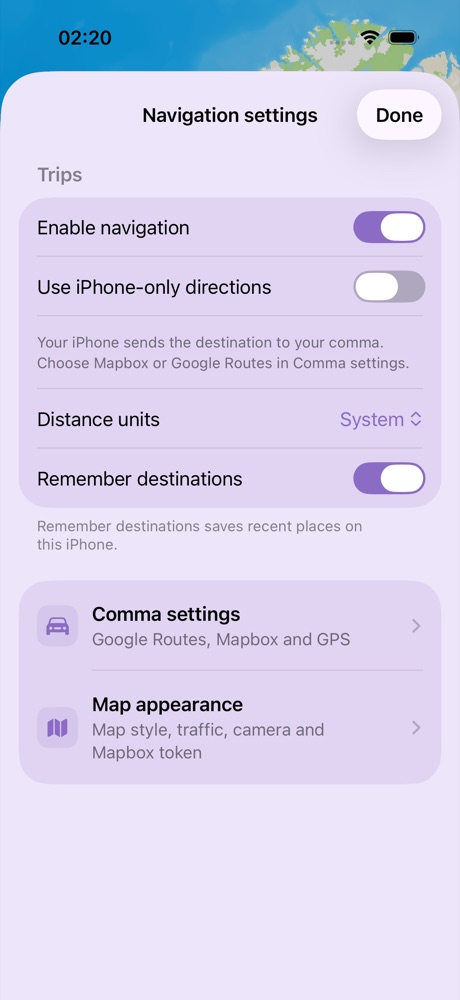 02:20
Navigation settings
Done
Trips
Enable navigation
Use iPhone-only directions
Your iPhone sends the destination to your comma.
Choose Mapbox or Google Routes in Comma settings.
Distance units
System
Remember destinations
Remember destinations saves recent places on
this iPhone.
Comma settings
Google Routes, Mapbox and GPS
Map appearance
Map style, traffic, camera and
Mapbox token